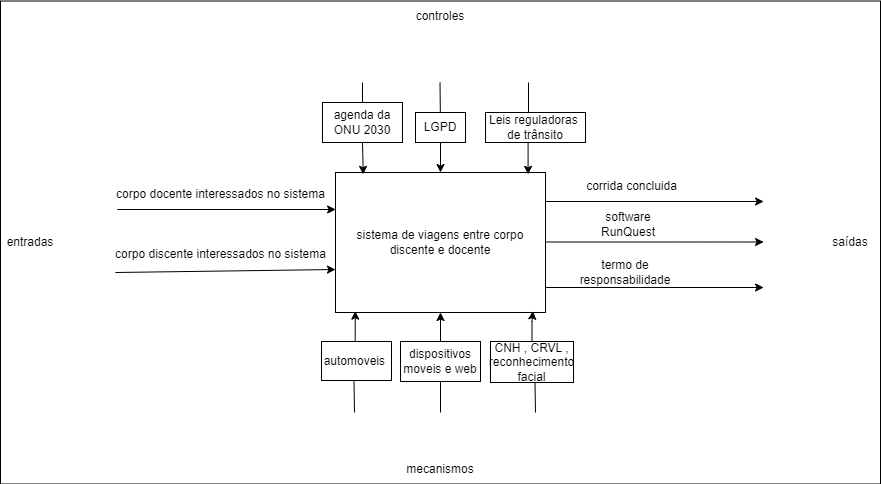 controles
agenda da
ONU 2030
LGPD
Leis reguladoras
de trânsito
corpo docente interessados no sistema
corrida concluida
sistema de viagens entre corpo
discente e docente
software
RunQuest
entradas
saídas
corpo discente interessados no sistema
termo de
responsabilidade
automoveis
dispositivos
moveis e web
CNH , CRVL ,
reconhecimento
facial
mecanismos